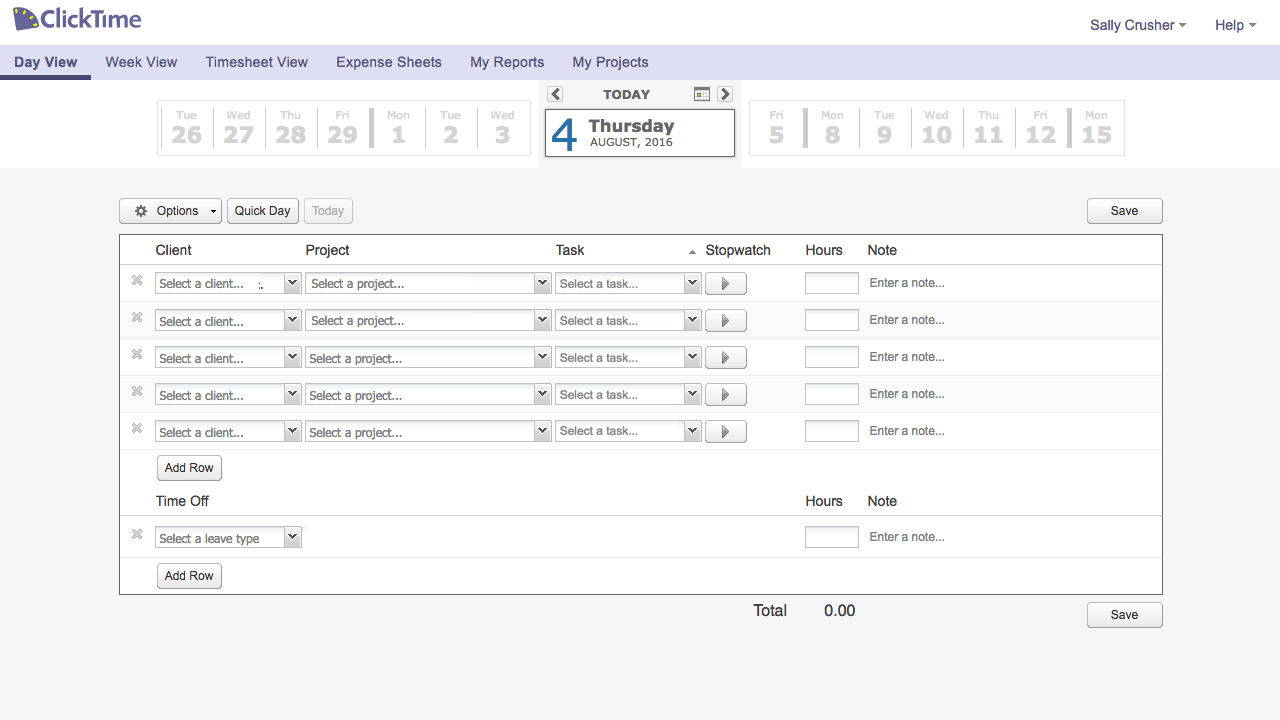 ClickTime
Sally Crusher Help
Day View Week View Timesheet View Expense Sheets My Reports My Projects
TODAY
Tue Wed Thu Fri Mon Tue Wed
26 27 28 29 1 2 3
4 Thursday
AUGUST, 2016
Fri Mon Tue Wed Thu Fri Mon
5 8 9 10 11 12 15
Options Quick Day Today Save
Client Project Task Stopwatch Hours Note
Select a client... Select a project... Select a task... Enter a note...
Select a client... Select a project... Select a task... Enter a note...
Select a client... Select a project... Select a task... Enter a note...
Select a client... Select a project... Select a task... Enter a note...
Select a client... Select a project... Select a task... Enter a note...
Add Row
Time Off Hours Note
Select a leave type Enter a note...
Add Row
Total 0.00 Save